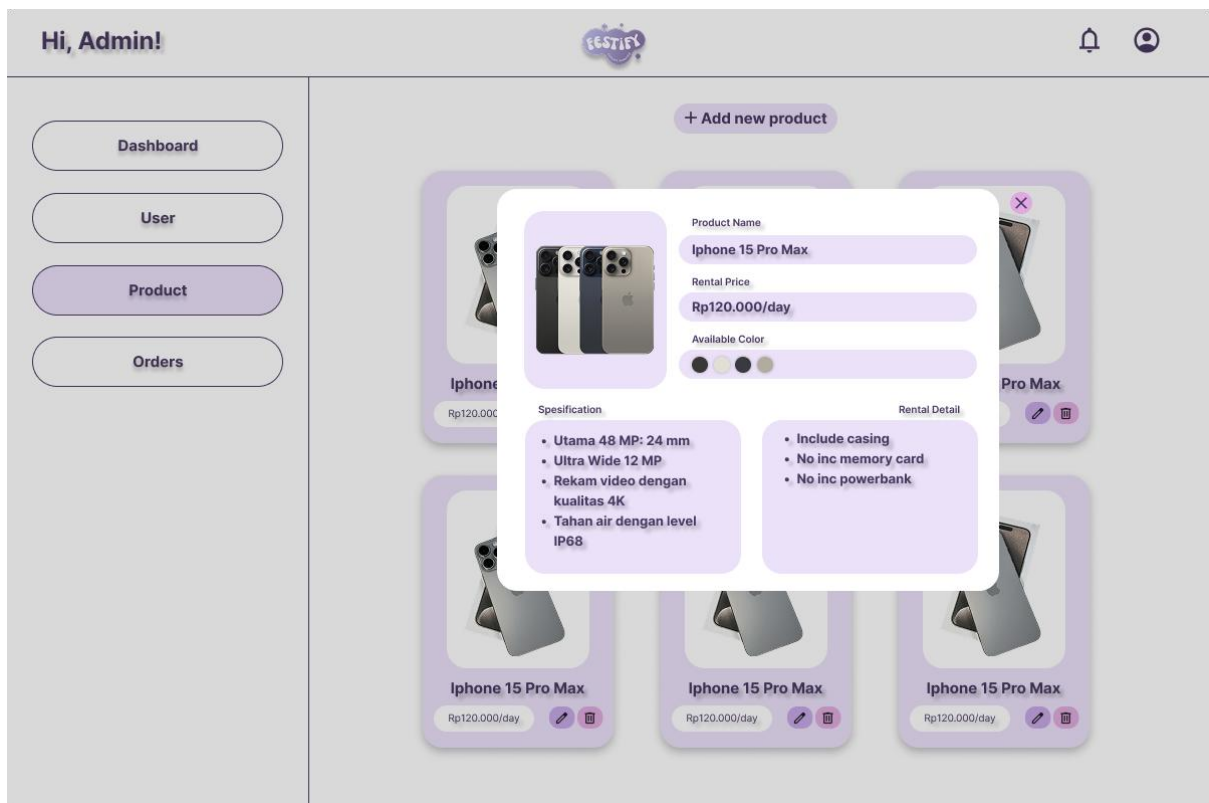 Hi, Admin!
FESTIFY
Dashboard
User
Product
Orders
+ Add new product
Product Name
Iphone 15 Pro Max
Rental Price
Rp120.000/day
Available Color
Spesification
• Utama 48 MP: 24 mm
• Ultra Wide 12 MP
• Rekam video dengan
kualitas 4K
• Tahan air dengan level
IP68
Rental Detail
• Include casing
• No inc memory card
• No inc powerbank
Iphone
Pro Max
Rp120.000
Iphone 15 Pro Max
Iphone 15 Pro Max
Iphone 15 Pro Max
Rp120.000/day
Rp120.000/day
Rp120.000/day